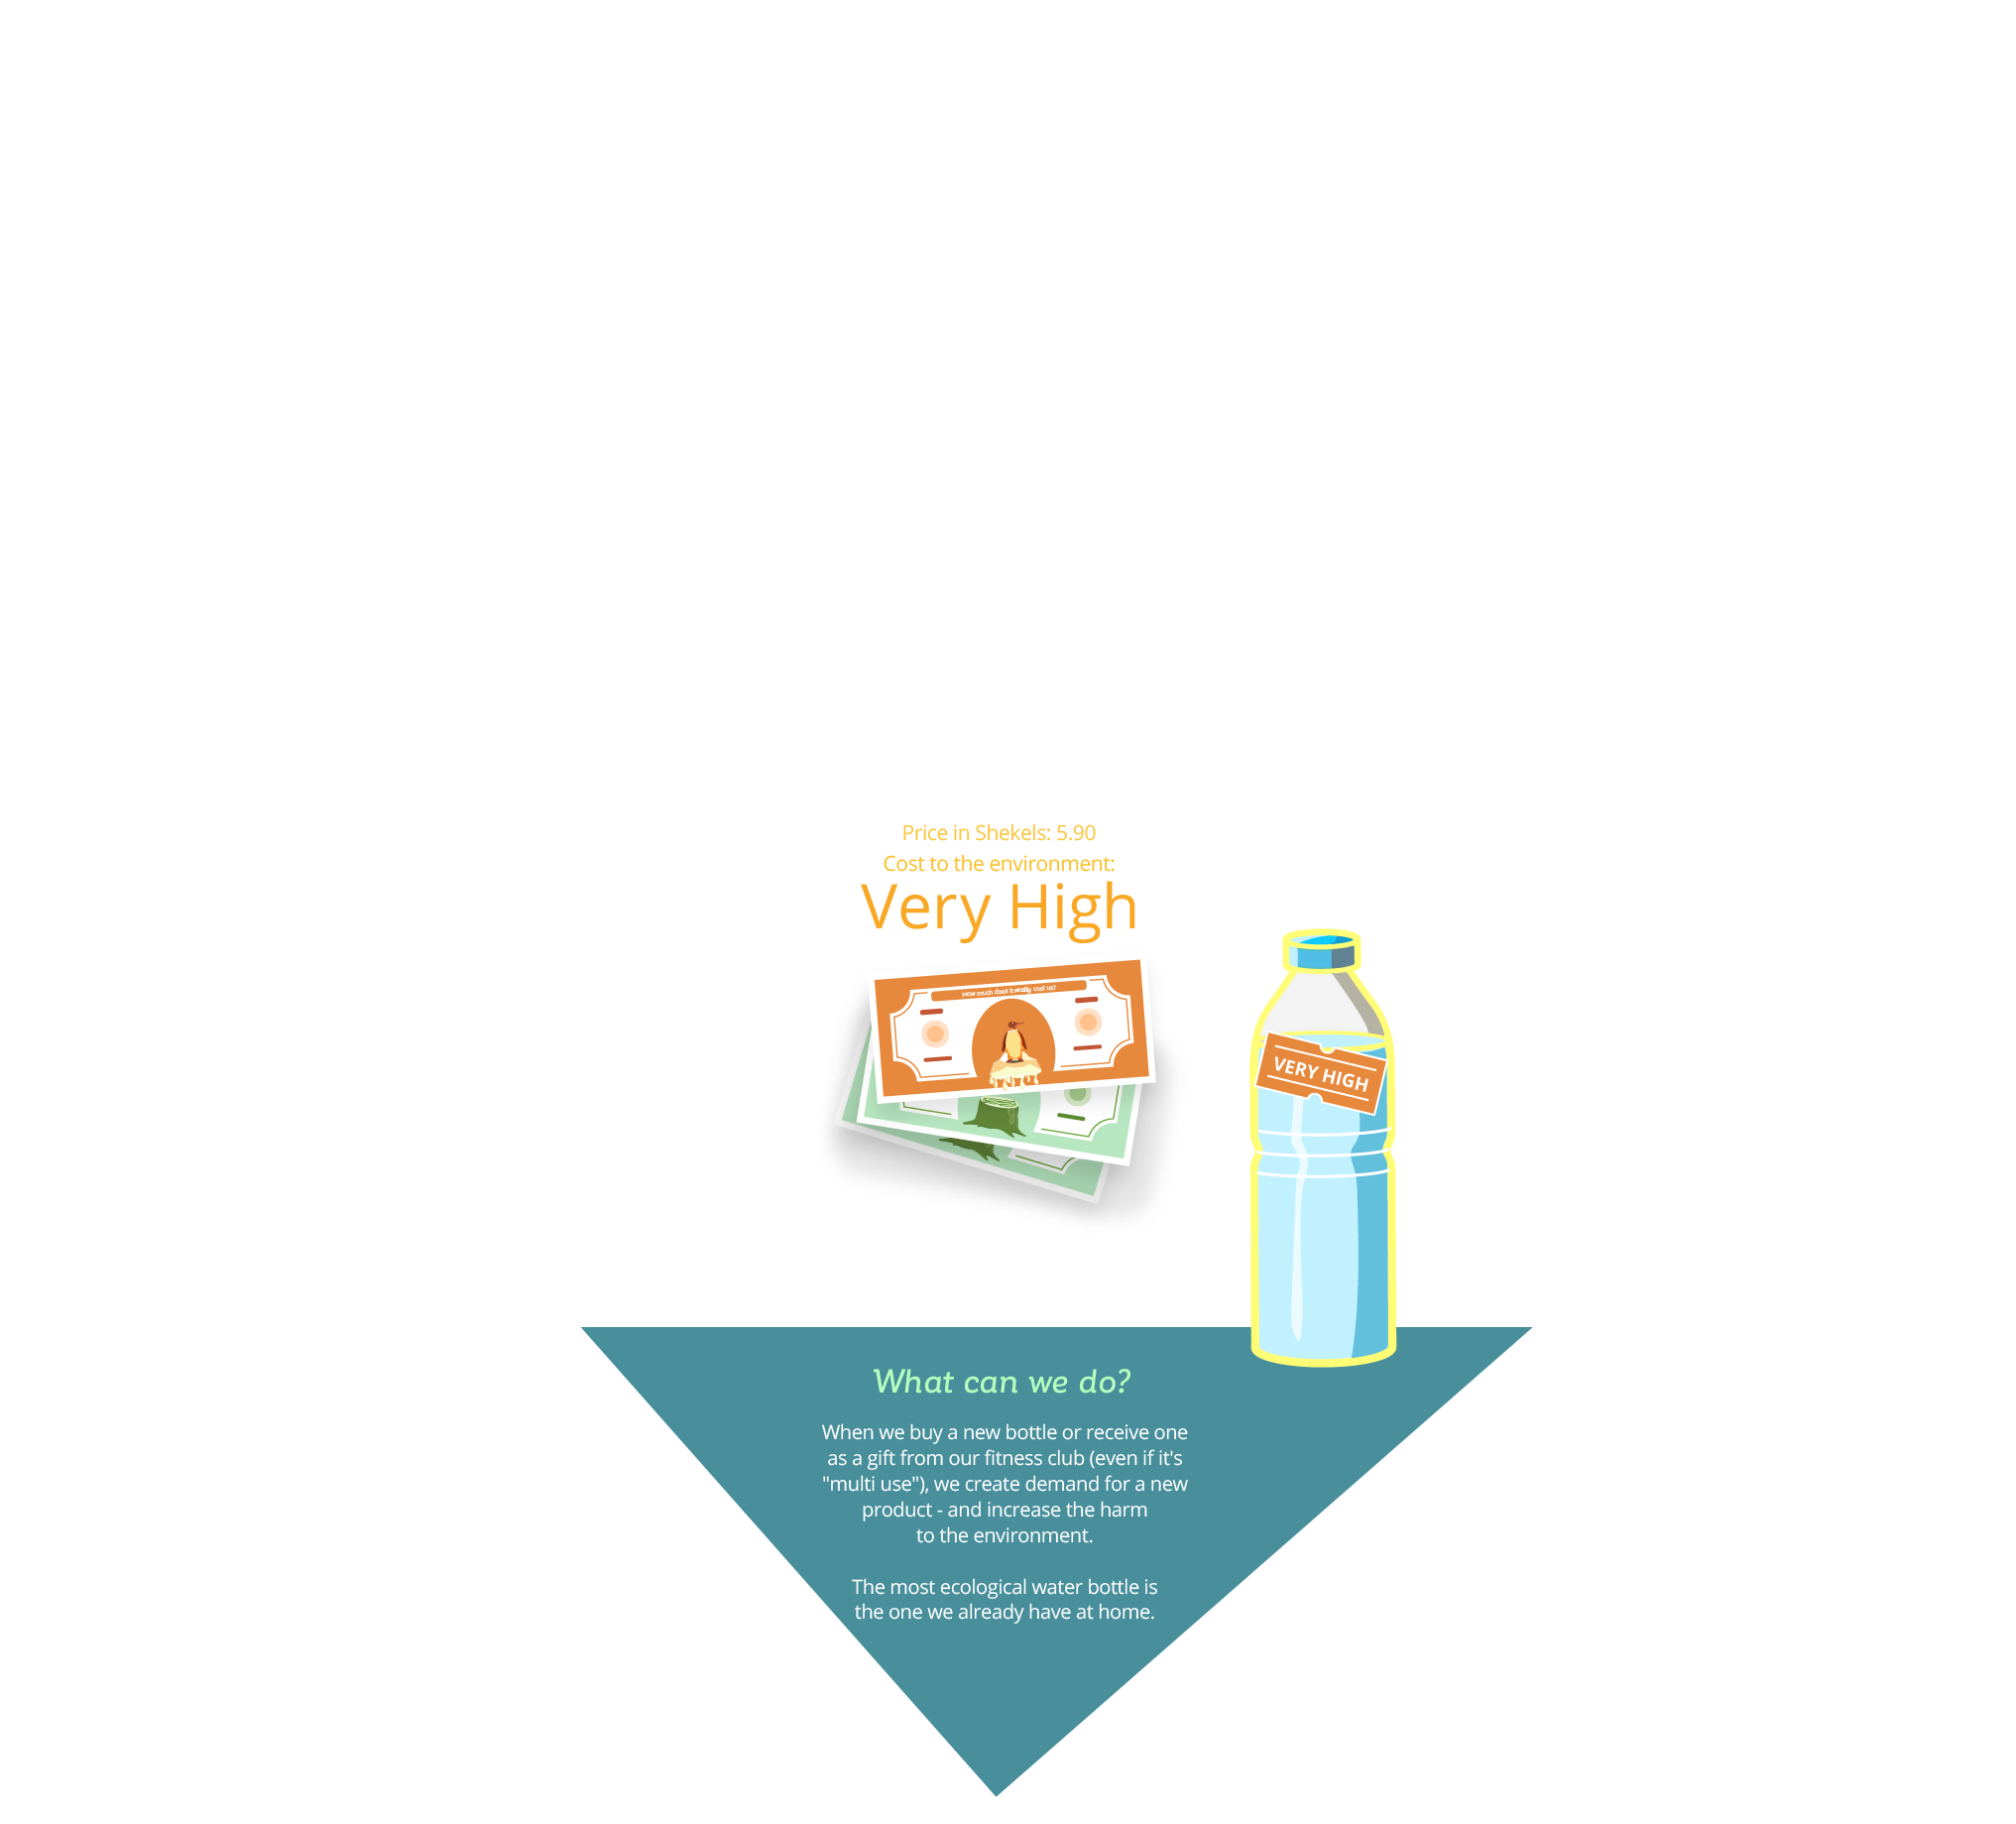 Price in Shekels: 5.90
Cost to the environment:
Very High
How much does it really cost us?
VERY HIGH
What can we do?
When we buy a new bottle or receive one
as a gift from our fitness club (even if it's
"multi use"), we create demand for a new
product - and increase the harm
to the environment.
The most ecological water bottle is
the one we already have at home.